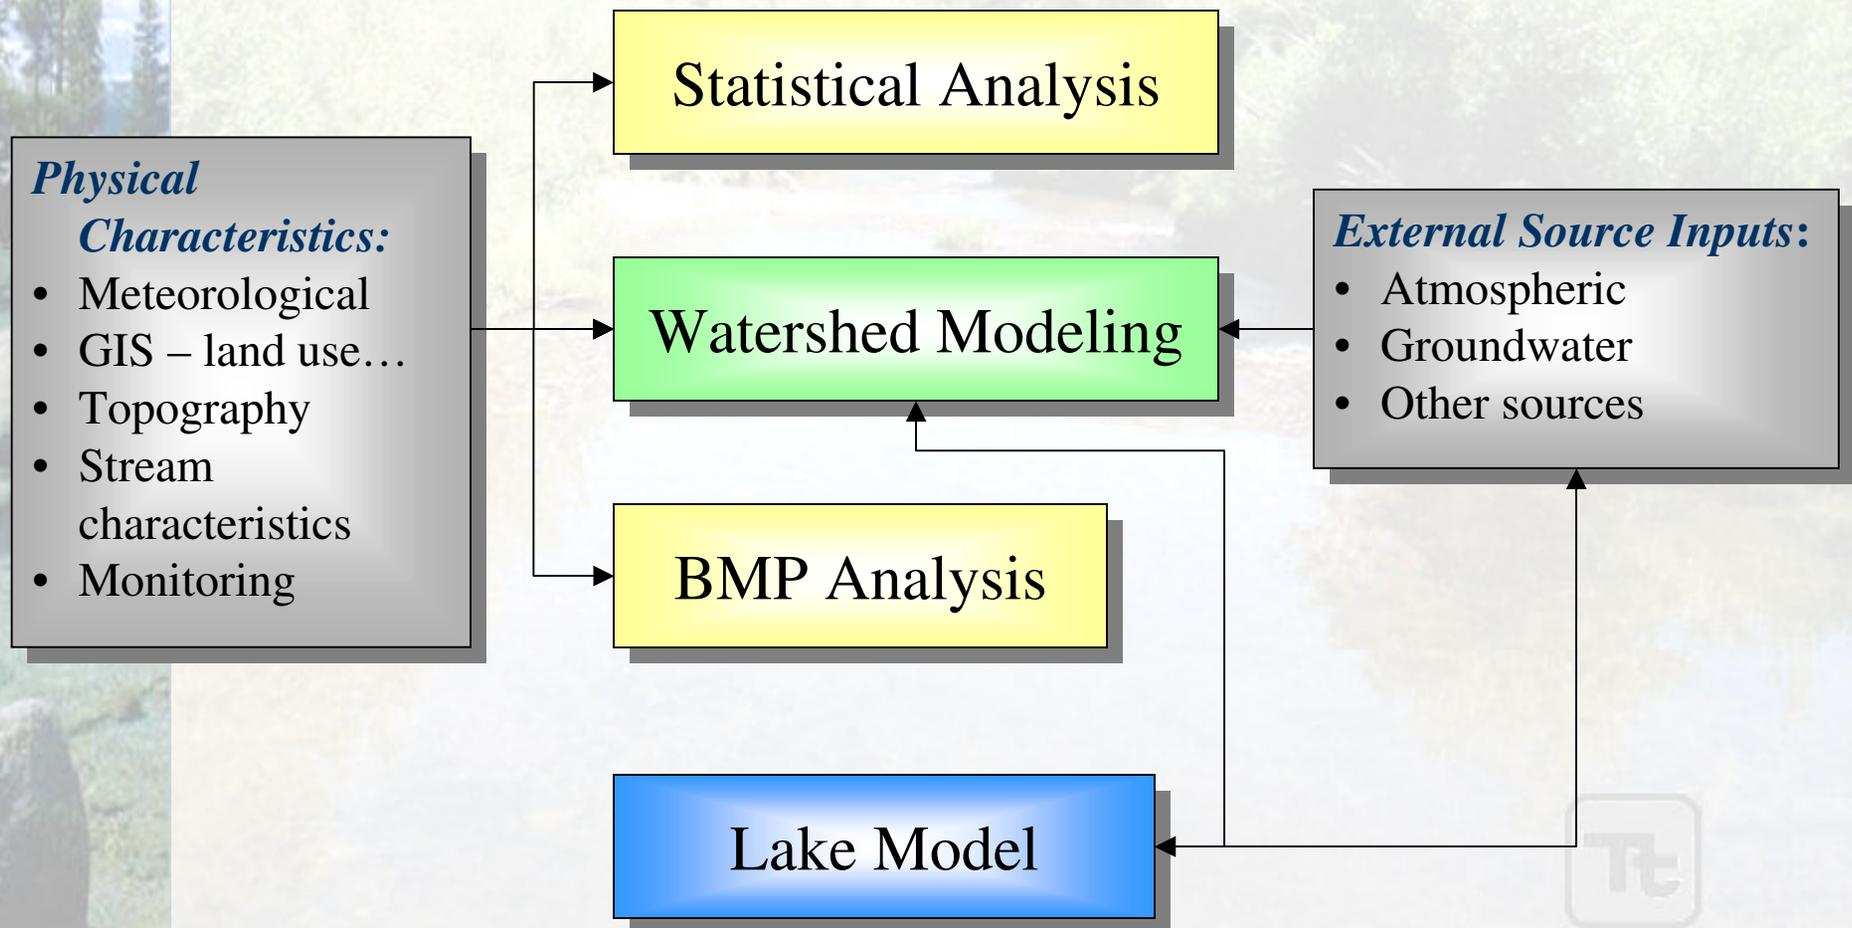 Statistical Analysis
Physical
Characteristics:
• Meteorological
• GIS – land use…
• Topography
• Stream
characteristics
• Monitoring
Watershed Modeling
External Source Inputs:
• Atmospheric
• Groundwater
• Other sources
BMP Analysis
Lake Model
Tt